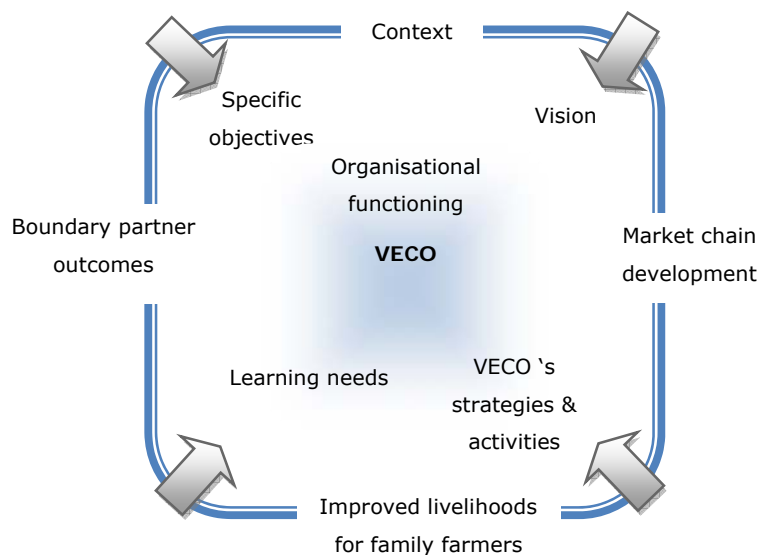 Context
Specific
objectives
Vision
Organisational
functioning
VECO
Boundary partner
outcomes
Market chain
development
Learning needs
VECO ‘s
strategies &
activities
Improved livelihoods
for family farmers